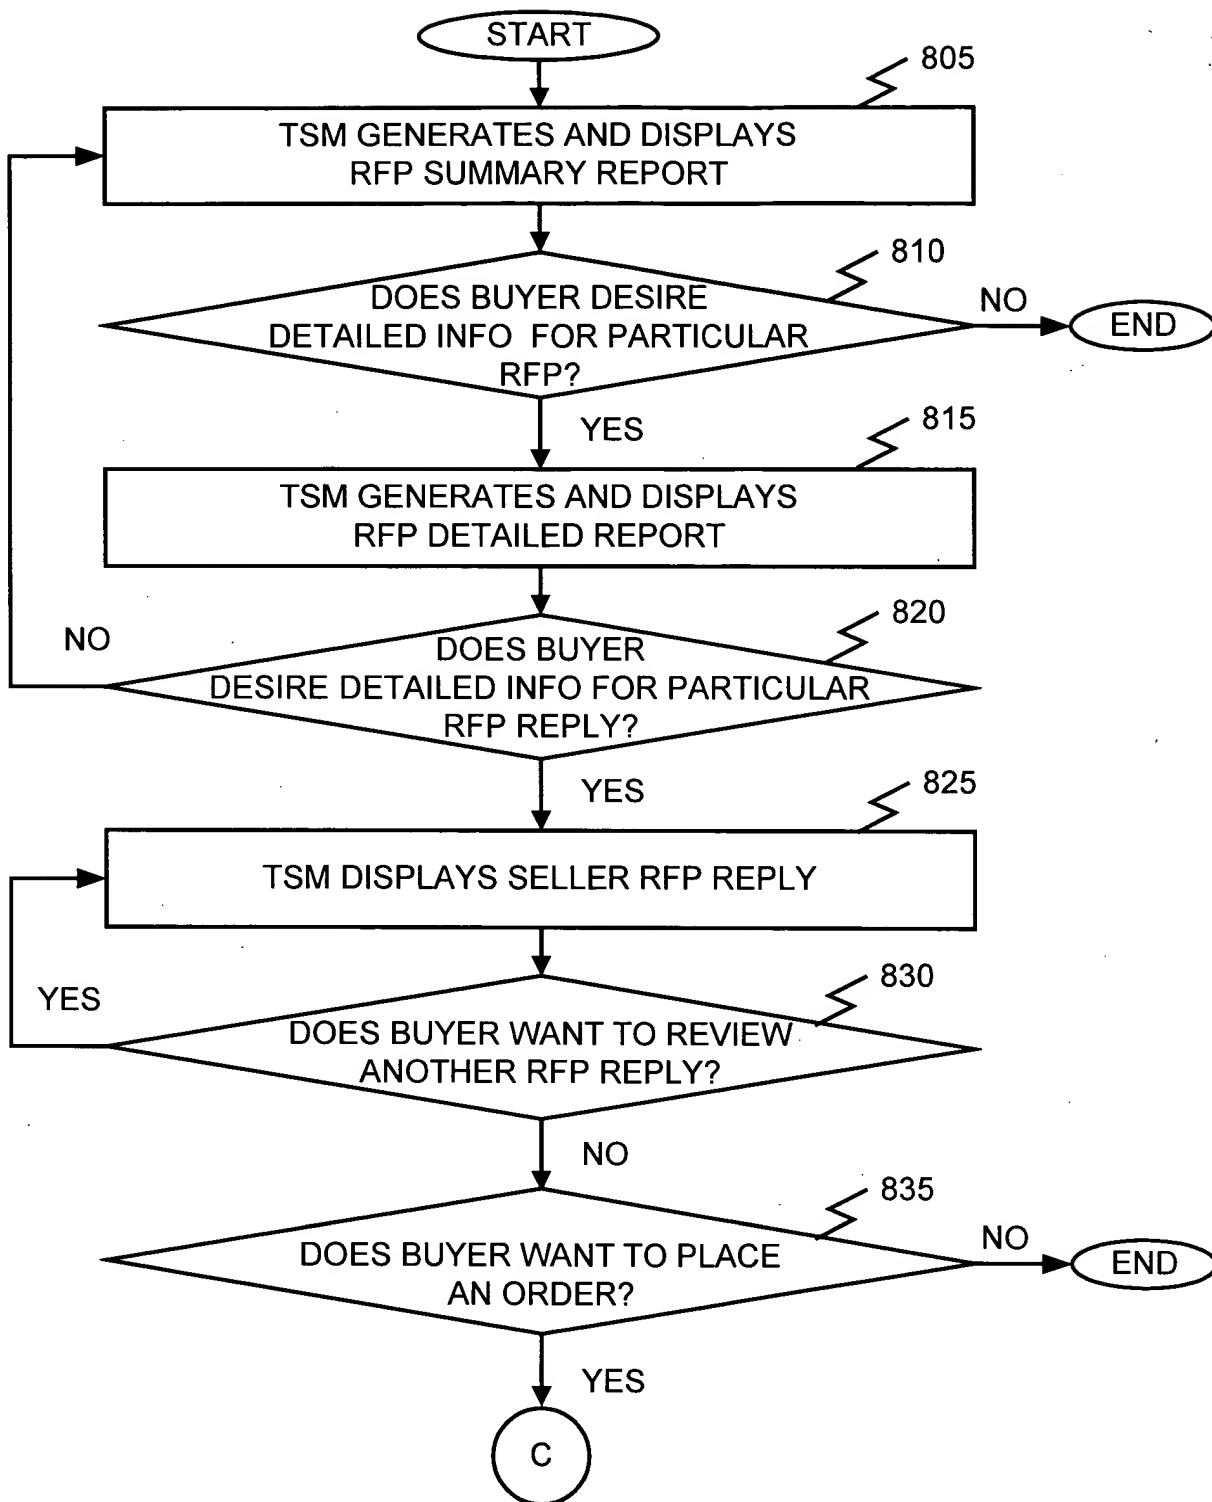 START
805
TSM GENERATES AND DISPLAYS
RFP SUMMARY REPORT
810
DOES BUYER DESIRE
DETAILED INFO FOR PARTICULAR
RFP?
NO
END
YES
815
TSM GENERATES AND DISPLAYS
RFP DETAILED REPORT
820
NO
DOES BUYER
DESIRE DETAILED INFO FOR PARTICULAR
RFP REPLY?
YES
825
TSM DISPLAYS SELLER RFP REPLY
830
YES
DOES BUYER WANT TO REVIEW
ANOTHER RFP REPLY?
NO
835
DOES BUYER WANT TO PLACE
AN ORDER?
NO
END
YES
C